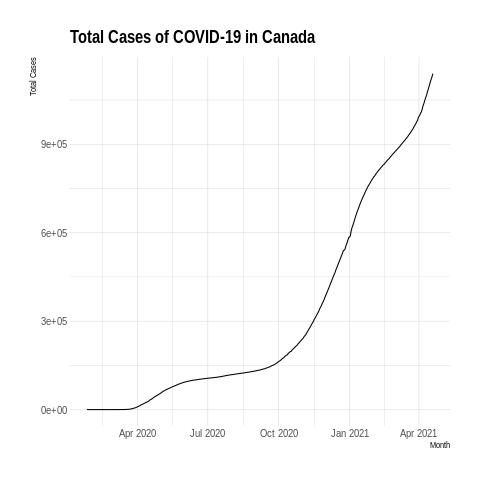 Total Cases of COVID-19 in Canada
Total Cases
9e+05
6e+05
3e+05
0e+00
Apr 2020 Jul 2020 Oct 2020 Jan 2021 Apr 2021
Month